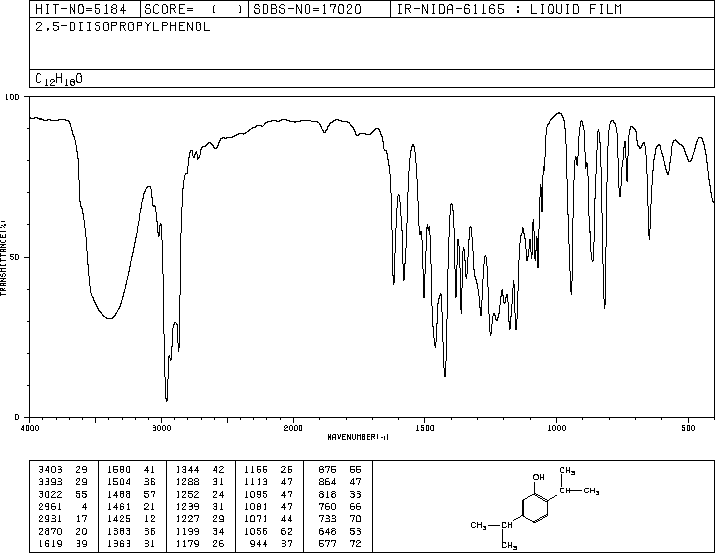 HIT-NO=5184 SCORE= ( ) SDBS-NO=17020 IR-NIDA-61165 : LIQUID FILM
2,5-DIISOPROPYLPHENOL
C12H18O
100
TRANSMITTANCE(%)
50
0
4000 3000 2000 1500 1000 500
WAVENUMBER(-1)
3403 29 1580 41 1344 42 1156 26 876 66
3393 29 1504 36 1288 31 1113 47 864 47
3022 55 1488 57 1252 24 1095 47 818 33
2961 4 1461 21 1239 31 1081 47 760 66
2931 17 1425 12 1227 29 1071 44 733 70
2870 20 1383 36 1199 34 1056 62 648 53
1619 39 1363 31 1179 26 944 37 577 72
OH
CH3
CH
CH3
CH3
CH
CH3